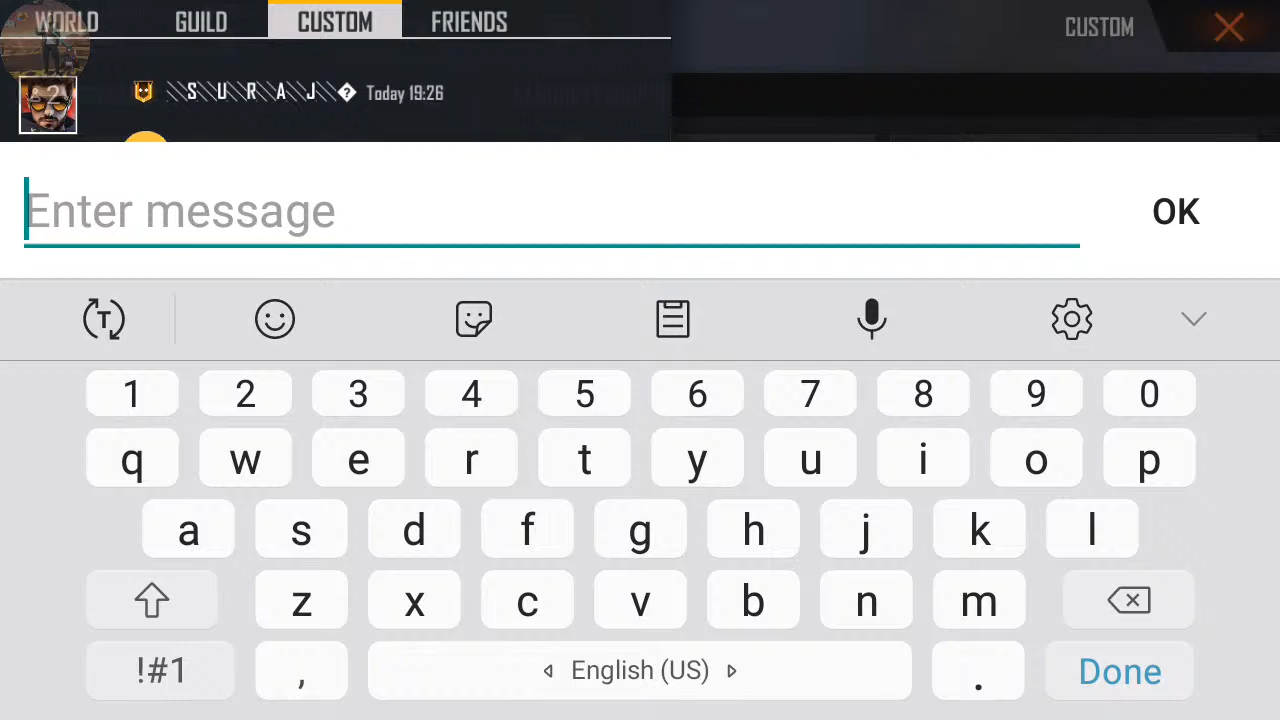 WORLD GUILD CUSTOM FRIENDS CUSTOM
\\S\\U\\R\\A\\J\\� Today 19:26
Enter message OK
1 2 3 4 5 6 7 8 9 0
q w e r t y u i o p
a s d f g h j k l
z x c v b n m
!#1 , English (US) . Done